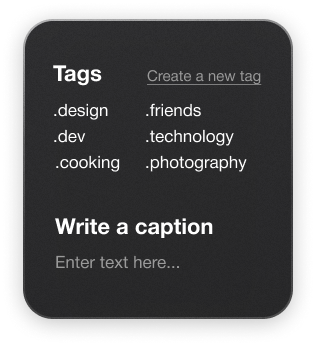 Tags Create a new tag
.design .friends
.dev .technology
.cooking .photography
Write a caption
Enter text here...